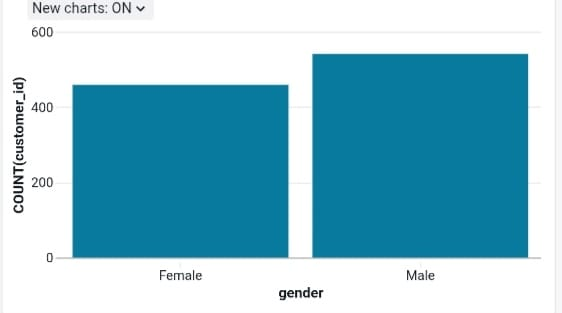 New charts: ON
600
400
200
0
COUNT(customer_id)
Female
Male
gender